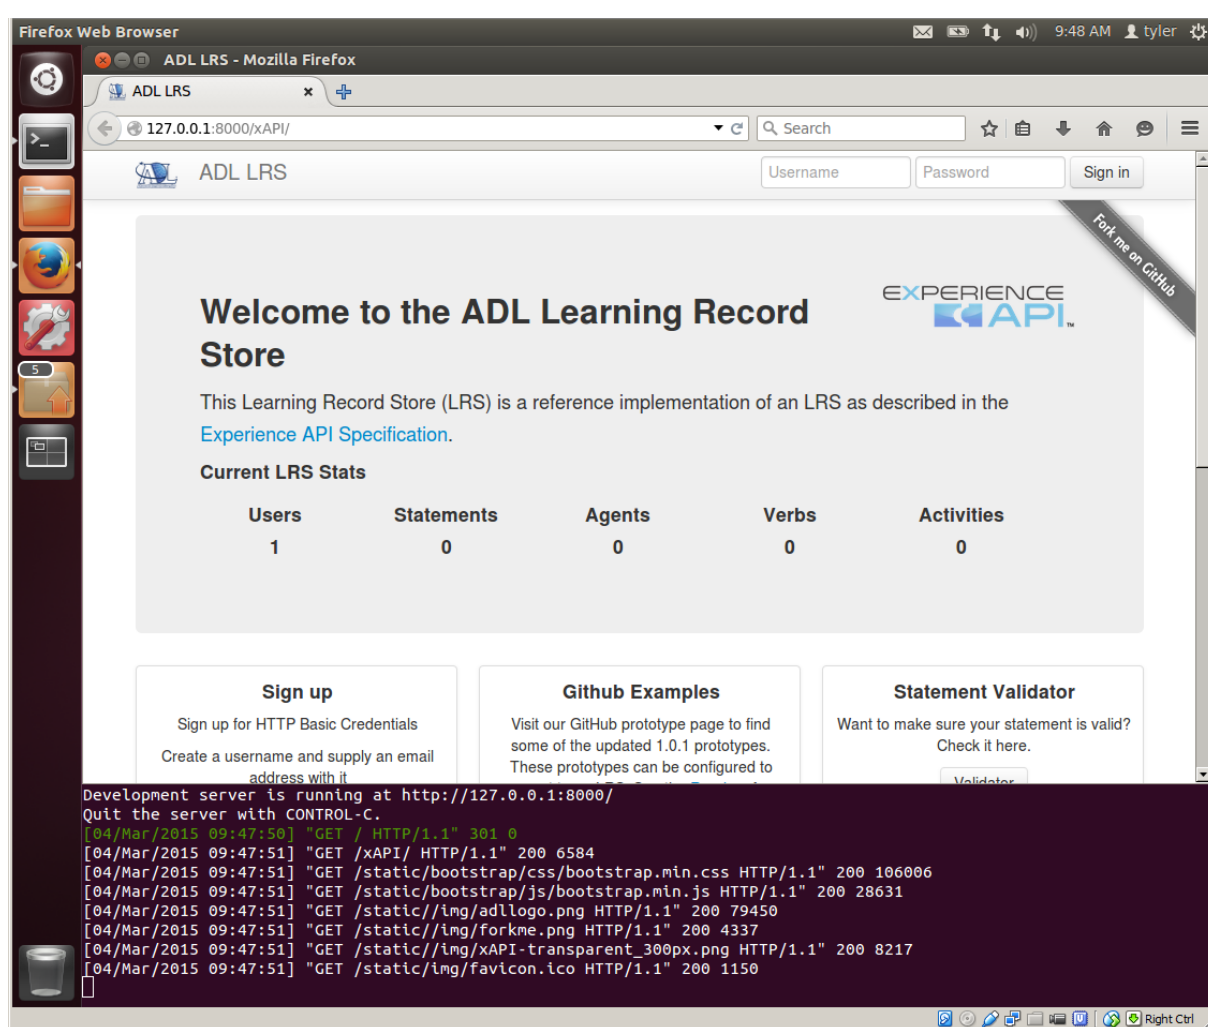 Firefox Web Browser
9:48 AM tyler
ADL LRS - Mozilla Firefox
ADL LRS
127.0.0.1:8000/xAPI/
Search
ADL
ADL LRS
Username
Password
Sign in
Fork me on GitHub
EXPERIENCE
API™
Welcome to the ADL Learning Record
Store
This Learning Record Store (LRS) is a reference implementation of an LRS as described in the
Experience API Specification.
Current LRS Stats
Users Statements Agents Verbs Activities
1 0 0 0 0
5
Sign up
Sign up for HTTP Basic Credentials
Create a username and supply an email
address with it
Github Examples
Visit our GitHub prototype page to find
some of the updated 1.0.1 prototypes.
These prototypes can be configured to
Statement Validator
Want to make sure your statement is valid?
Check it here.
Validator
Development server is running at http://127.0.0.1:8000/
Quit the server with CONTROL-C.
[04/Mar/2015 09:47:50] "GET / HTTP/1.1" 301 0
[04/Mar/2015 09:47:51] "GET /xAPI/ HTTP/1.1" 200 6584
[04/Mar/2015 09:47:51] "GET /static/bootstrap/css/bootstrap.min.css HTTP/1.1" 200 106006
[04/Mar/2015 09:47:51] "GET /static/bootstrap/js/bootstrap.min.js HTTP/1.1" 200 28631
[04/Mar/2015 09:47:51] "GET /static//img/adllogo.png HTTP/1.1" 200 79450
[04/Mar/2015 09:47:51] "GET /static//img/forkme.png HTTP/1.1" 200 4337
[04/Mar/2015 09:47:51] "GET /static//img/xAPI-transparent_300px.png HTTP/1.1" 200 8217
[04/Mar/2015 09:47:51] "GET /static/img/favicon.ico HTTP/1.1" 200 1150
Right Ctrl